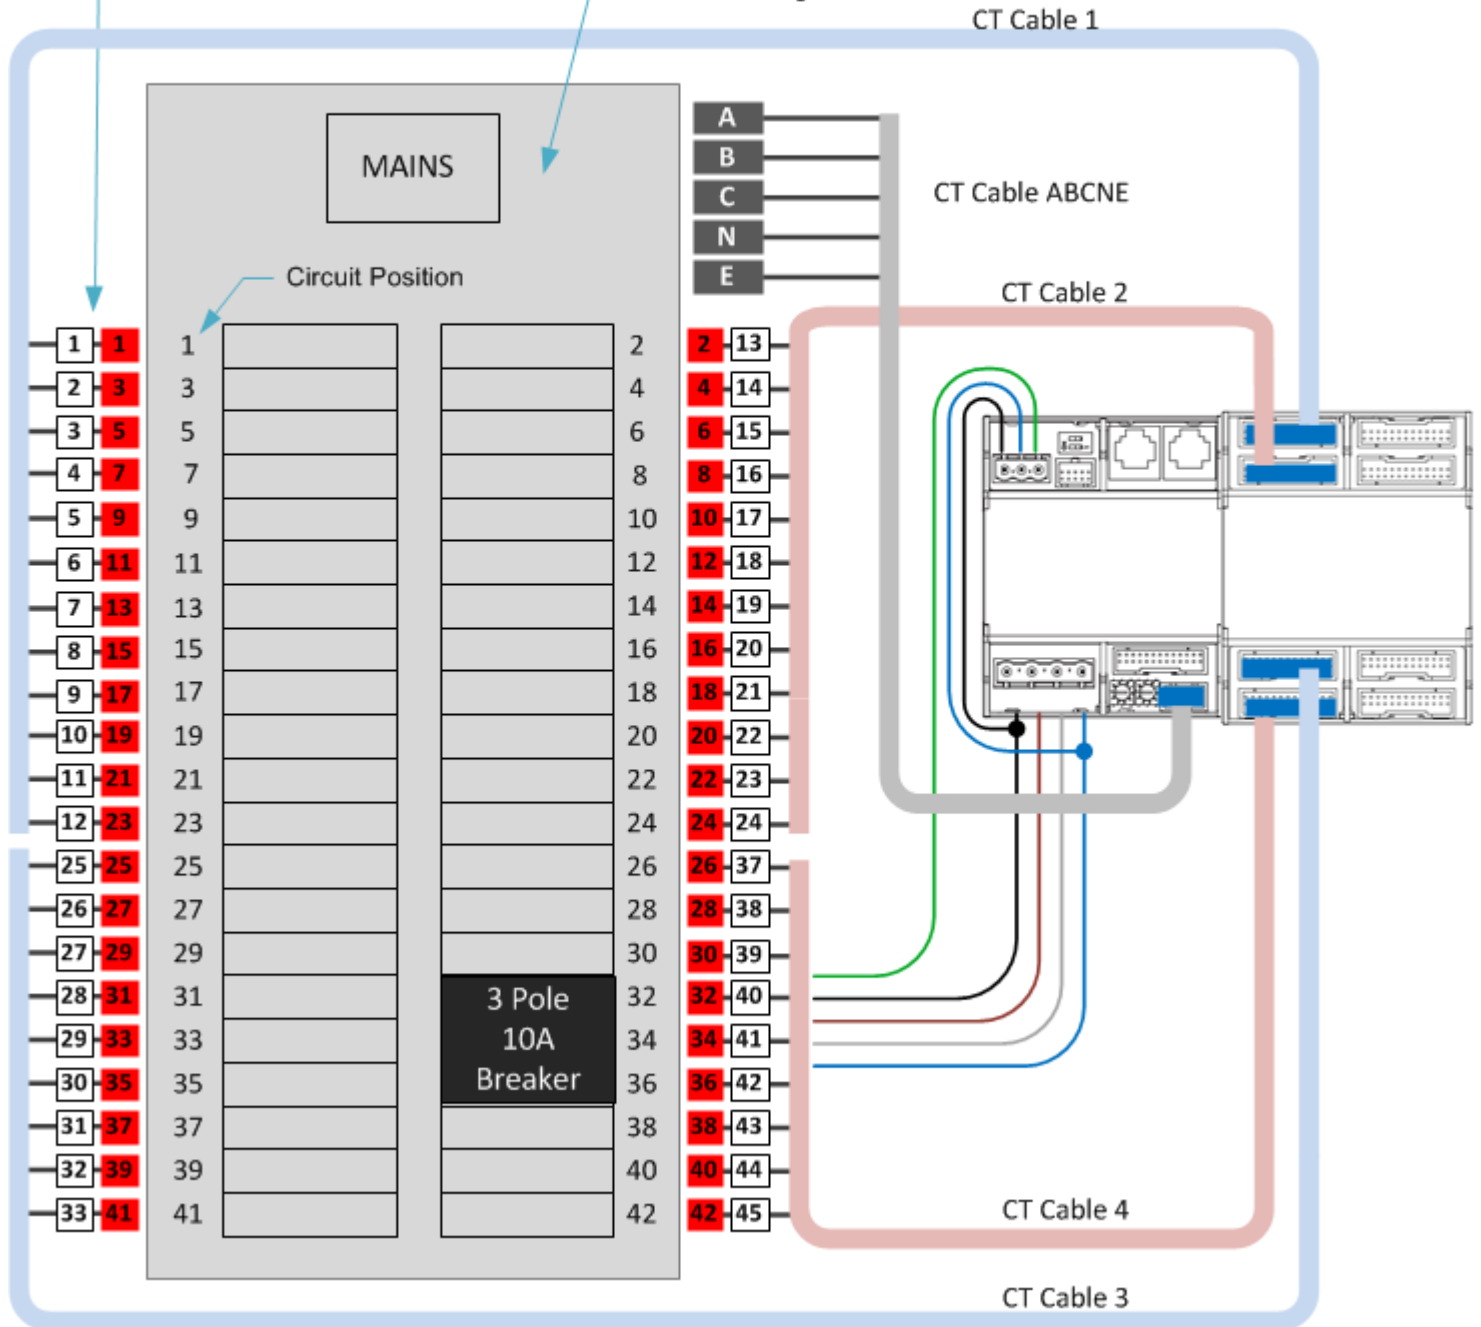 CT Cable 1
MAINS
A
B
C
N
E
CT Cable ABCNE
Circuit Position
CT Cable 2
1 1 1 2 2 13
2 3 3 4 4 14
3 5 5 6 6 15
4 7 7 8 8 16
5 9 9 10 10 17
6 11 11 12 12 18
7 13 13 14 14 19
8 15 15 16 16 20
9 17 17 18 18 21
10 19 19 20 20 22
11 21 21 22 22 23
12 23 23 24 24 24
25 25 25 26 26 37
26 27 27 28 28 38
27 29 29 30 30 39
28 31 31 3 Pole 32 32 40
29 33 33 10A 34 34 41
30 35 35 Breaker 36 36 42
31 37 37 38 38 43
32 39 39 40 40 44
33 41 41 42 42 45
CT Cable 4
CT Cable 3